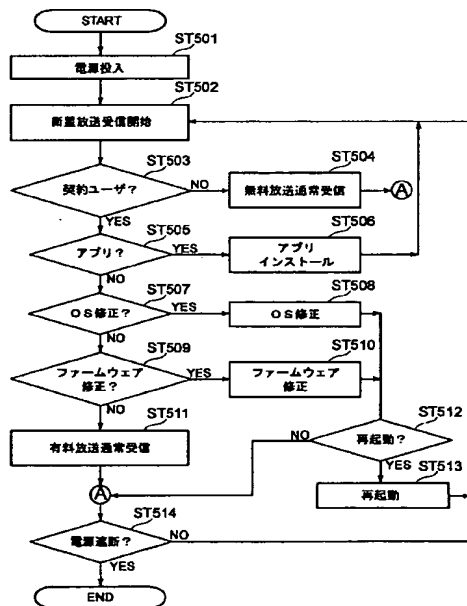 START
ST501
電源投入
ST502
衛星放送受信開始
ST503
契約ユーザ?
NO
YES
ST504
無料放送通常受信
A
ST505
アプリ?
YES
NO
ST506
アプリ
インストール
ST507
OS修正?
YES
NO
ST508
OS修正
ST509
ファームウェア
修正?
YES
NO
ST510
ファームウェア
修正
ST511
有料放送通常受信
ST512
再起動?
NO
YES
ST513
再起動
A
ST514
電源遮断?
NO
YES
END